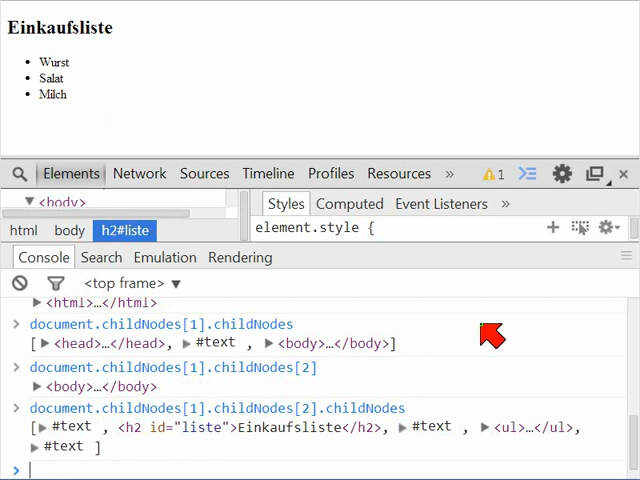 Einkaufsliste
Wurst
Salat
Milch
Elements Network Sources Timeline Profiles Resources » 1
<body>
Styles Computed Event Listeners »
html body h2#liste
element.style {
Console Search Emulation Rendering
<top frame>
<html>…</html>
document.childNodes[1].childNodes
[<head>…</head>, #text , <body>…</body>]
document.childNodes[1].childNodes[2]
<body>…</body>
document.childNodes[1].childNodes[2].childNodes
[#text , <h2 id="liste">Einkaufsliste</h2>, #text , <ul>…</ul>,
#text ]